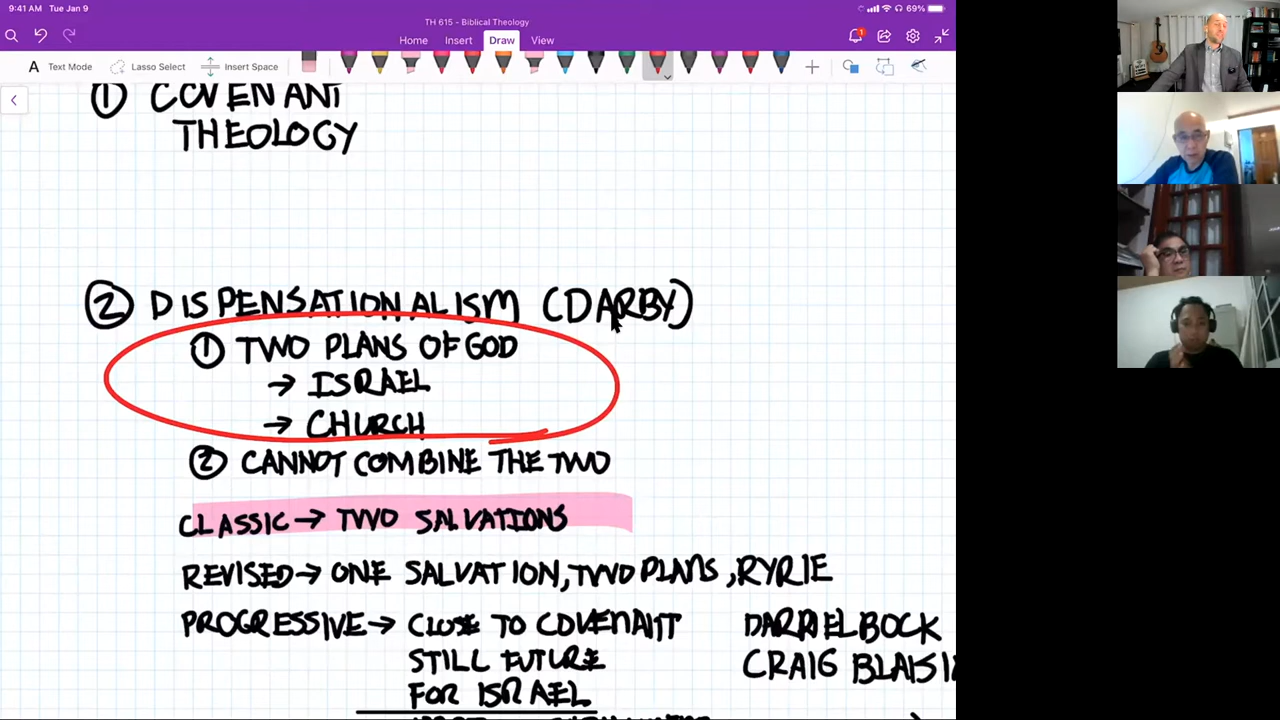 9:41 AM Tue Jan 9
69%
TH 615 - Biblical Theology
Home Insert Draw View
1
A Text Mode Lasso Select Insert Space
① COVENANT
THEOLOGY
② DISPENSATIONALISM (DARBY)
① TWO PLANS OF GOD
→ ISRAEL
→ CHURCH
② CANNOT COMBINE THE TWO
CLASSIC → TWO SALVATIONS
REVISED → ONE SALVATION, TWO PLANS, RYRIE
PROGRESSIVE → CLOSE TO COVENANT DARRELL BOCK
STILL FUTURE CRAIG BLAISI
FOR ISRAEL